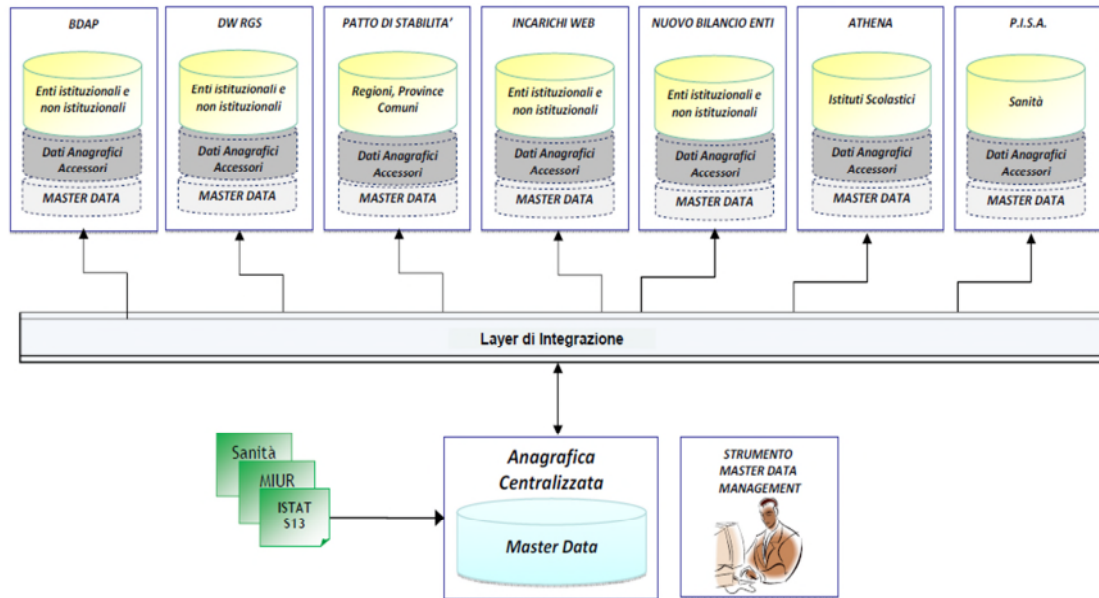 BDAP
Enti istituzionali e
non istituzionali
Dati Anagrafici
Accessori
MASTER DATA
DW RGS
Enti istituzionali e
non istituzionali
Dati Anagrafici
Accessori
MASTER DATA
PATTO DI STABILITA'
Regioni, Province
Comuni
Dati Anagrafici
Accessori
MASTER DATA
INCARICHI WEB
Enti istituzionali e
non istituzionali
Dati Anagrafici
Accessori
MASTER DATA
NUOVO BILANCIO ENTI
Enti istituzionali e
non istituzionali
Dati Anagrafici
Accessori
MASTER DATA
ATHENA
Istituti Scolastici
Dati Anagrafici
Accessori
MASTER DATA
P.I.S.A.
Sanità
Dati Anagrafici
Accessori
MASTER DATA
Layer di Integrazione
Sanità
MIUR
ISTAT
S13
Anagrafica
Centralizzata
Master Data
STRUMENTO
MASTER DATA
MANAGEMENT